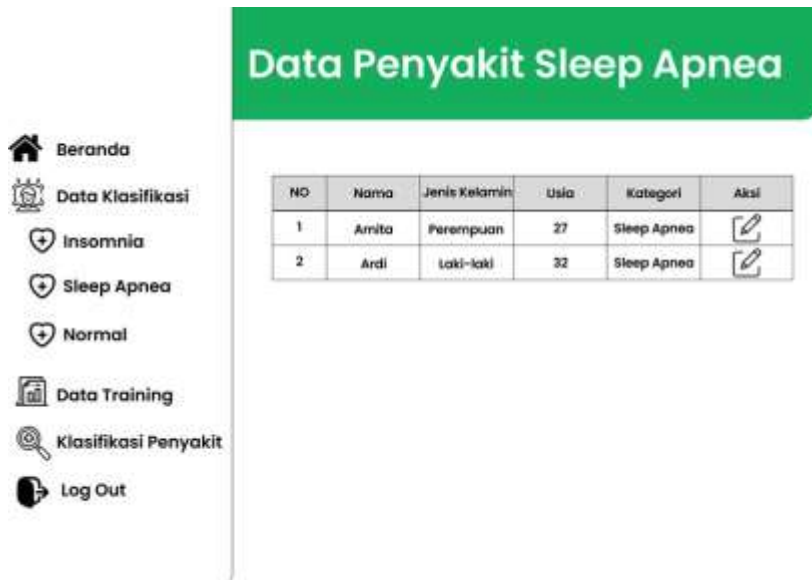 Data Penyakit Sleep Apnea
Beranda
Data Klasifikasi
Insomnia
Sleep Apnea
Normal
Data Training
Klasifikasi Penyakit
Log Out
NO Nama Jenis Kelamin Usia Kategori Aksi
1 Amita Perempuan 27 Sleep Apnea
2 Ardi Laki-laki 32 Sleep Apnea